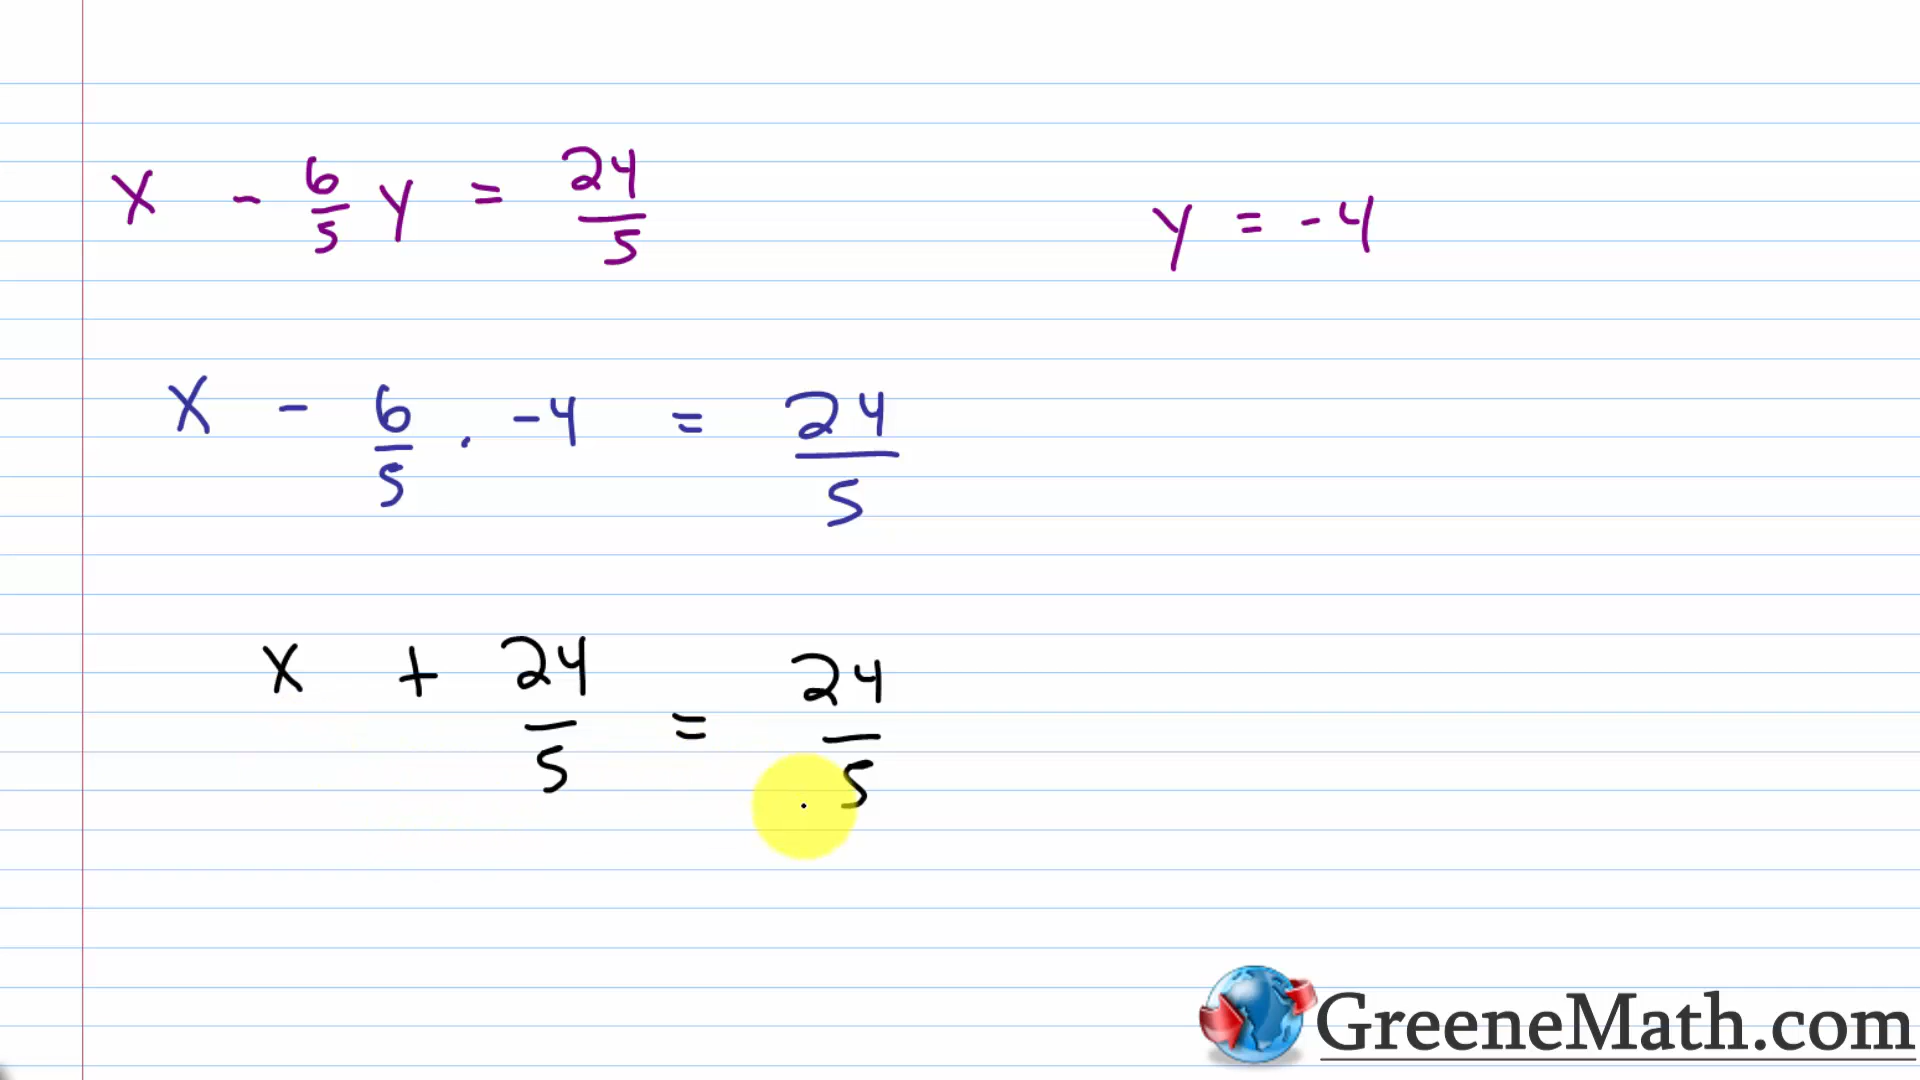 x - 6/5 y = 24/5    y = -4
x - 6/5 · -4 = 24/5
x + 24/5 = 24/5
GreeneMath.com